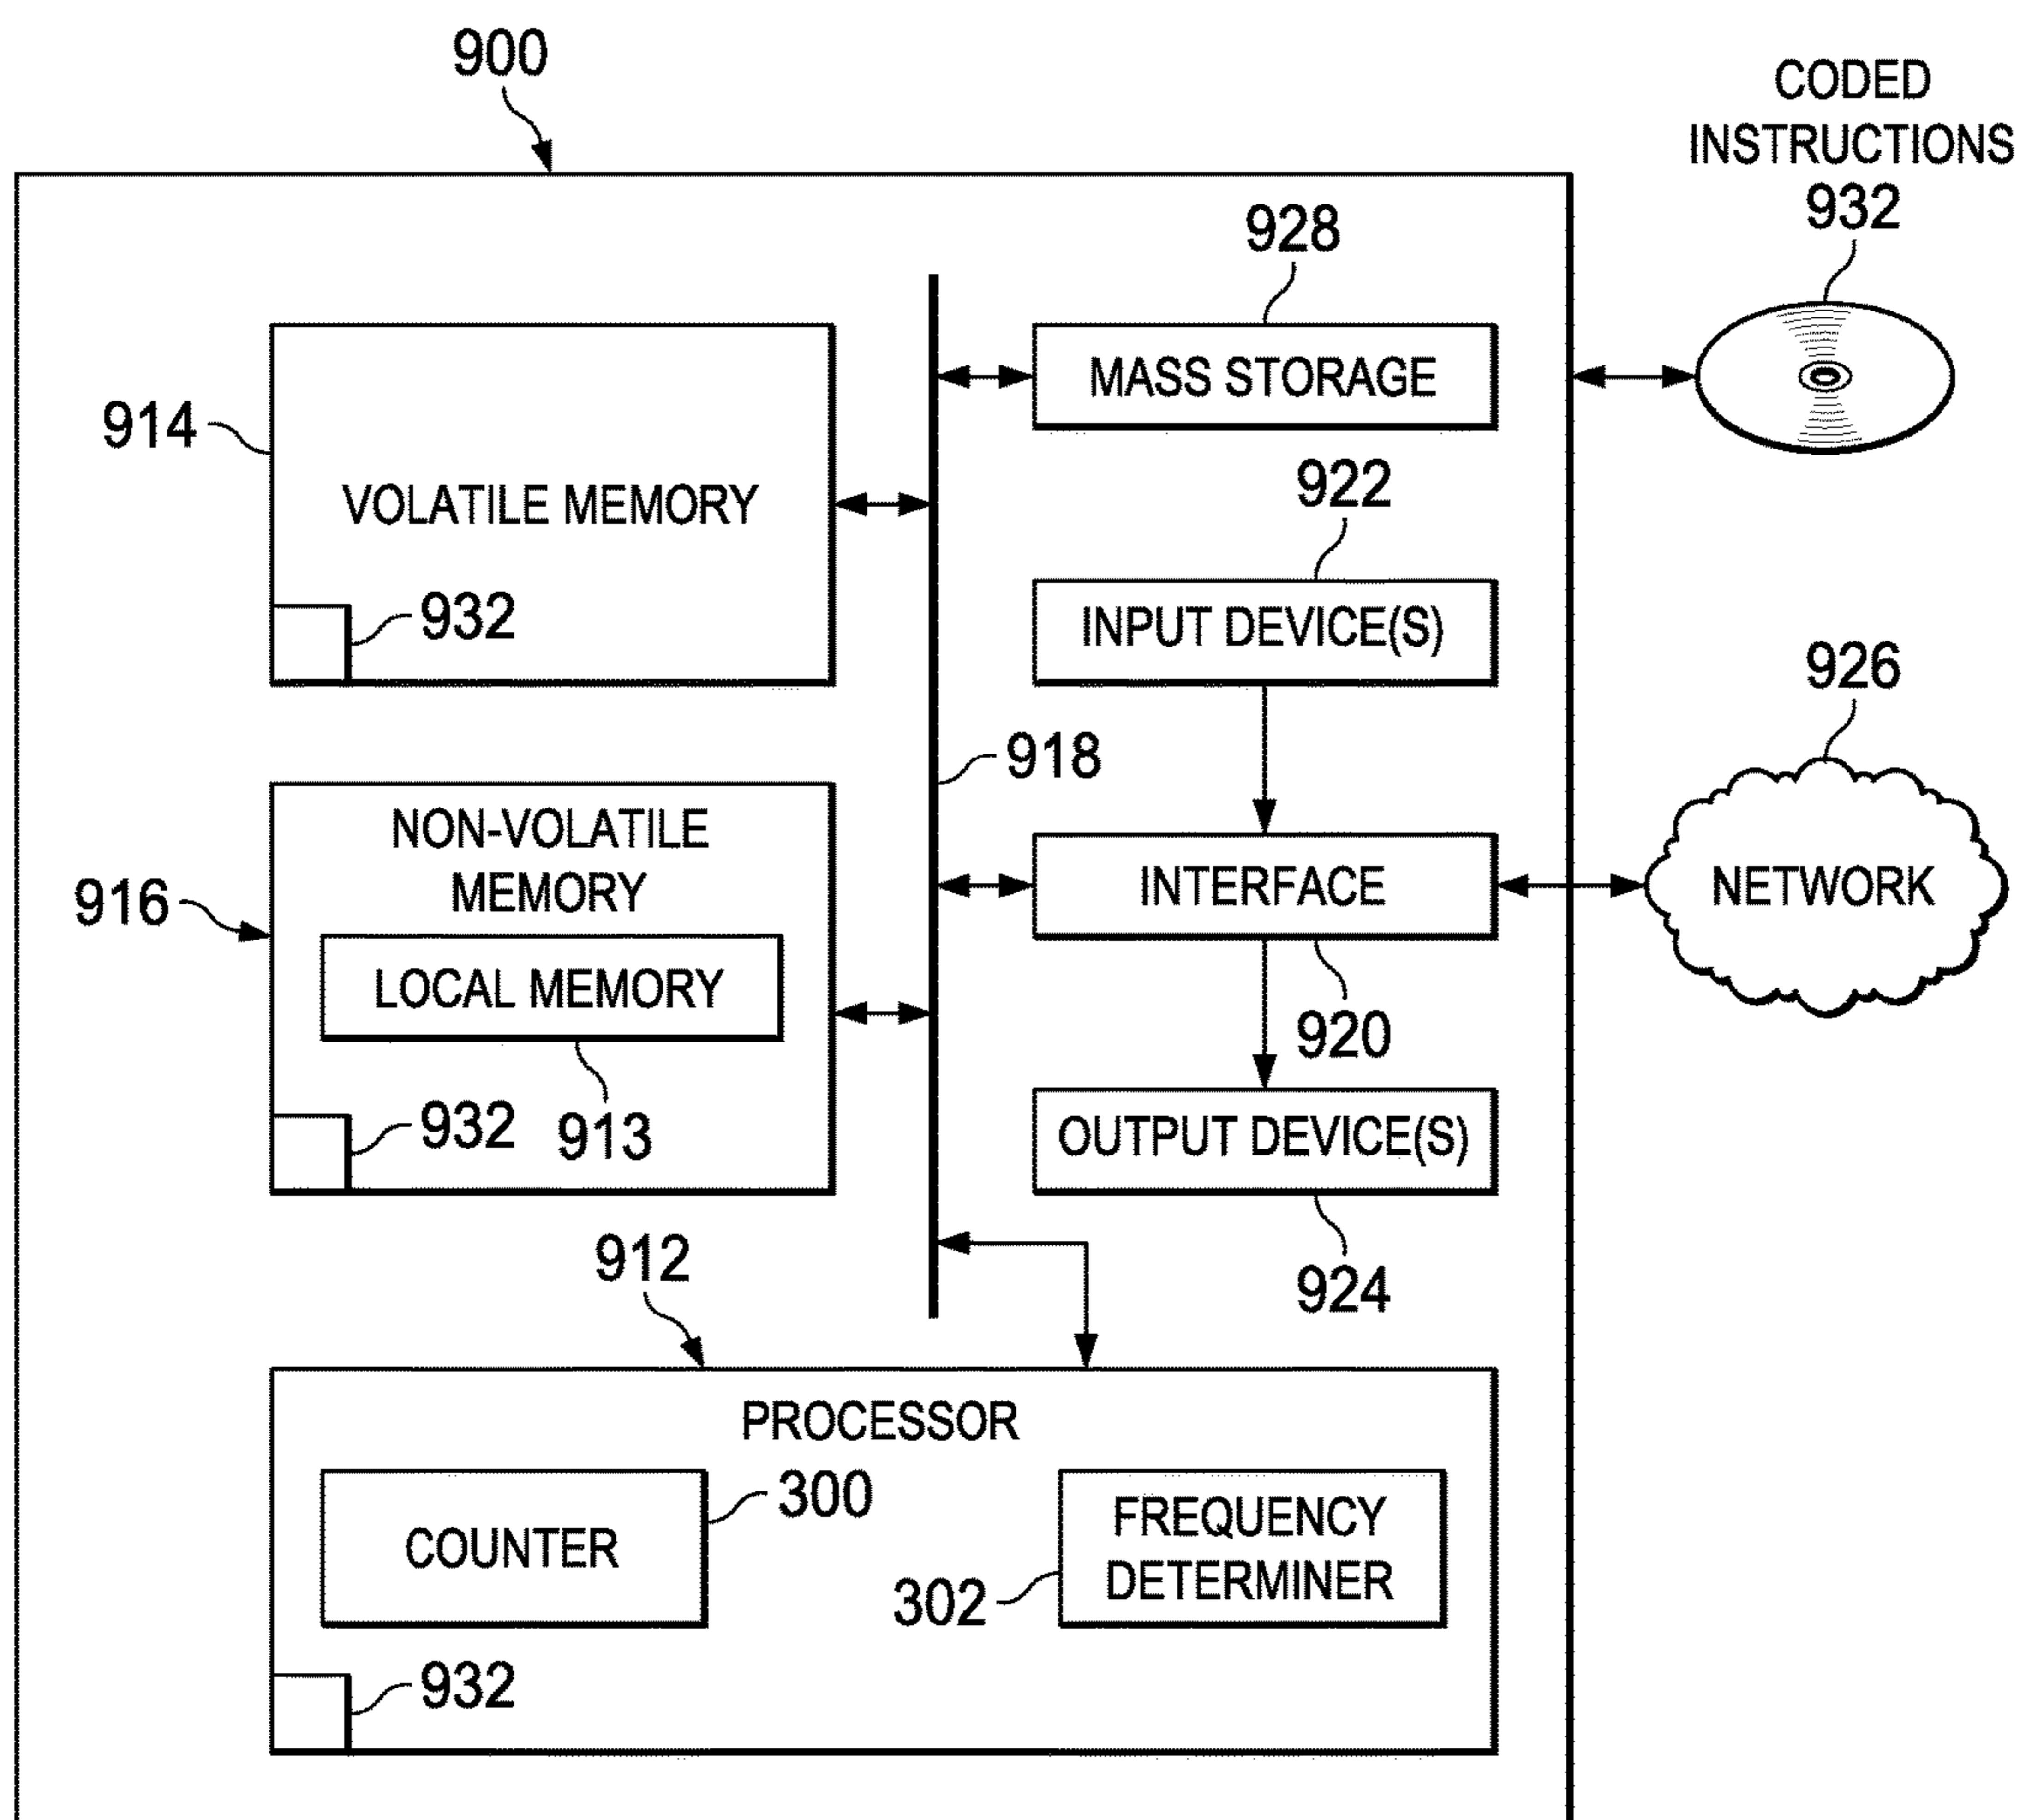 900
CODED
INSTRUCTIONS
932
928
MASS STORAGE
914
VOLATILE MEMORY
932
922
INPUT DEVICE(S)
918
926
NETWORK
916
NON-VOLATILE
MEMORY
LOCAL MEMORY
913
932
INTERFACE
920
OUTPUT DEVICE(S)
924
912
PROCESSOR
COUNTER
300
FREQUENCY
DETERMINER
302
932